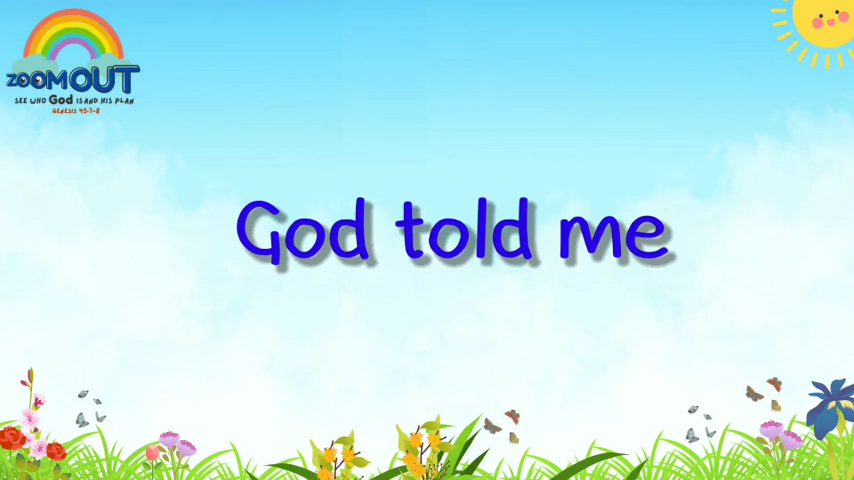 ZOOMOUT
SEE WHO God IS AND HIS PLAN
GENESIS 45:7-8
God told me